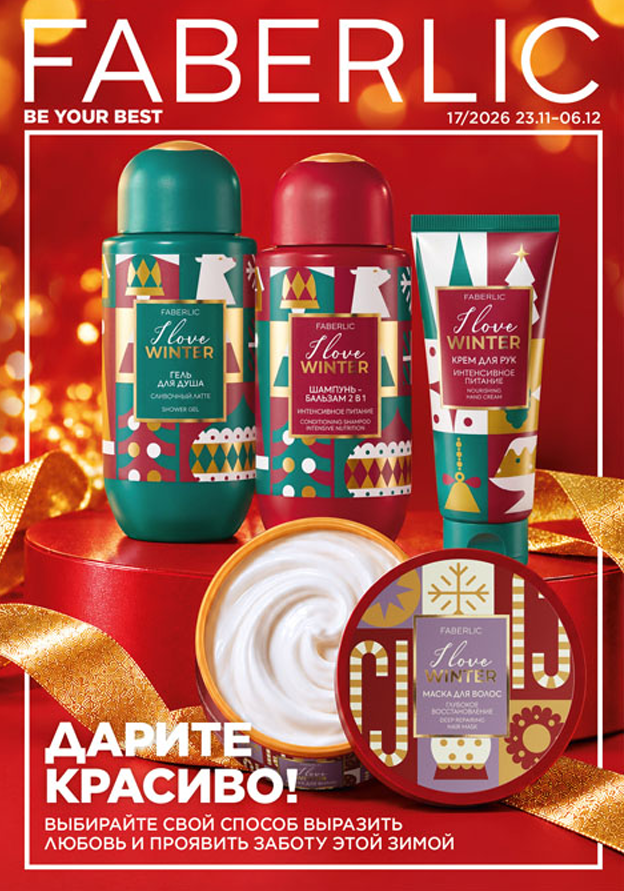 FABERLIC
BE YOUR BEST
17/2026 23.11–06.12
FABERLIC
I love
WINTER
ГЕЛЬ
ДЛЯ ДУША
СЛИВОЧНЫЙ ЛАТТЕ
SHOWER GEL
FABERLIC
I love
WINTER
ШАМПУНЬ –
БАЛЬЗАМ 2 В 1
ИНТЕНСИВНОЕ ПИТАНИЕ
CONDITIONING SHAMPOO
INTENSIVE NUTRITION
FABERLIC
I love
WINTER
КРЕМ ДЛЯ РУК
ИНТЕНСИВНОЕ
ПИТАНИЕ
NOURISHING
HAND CREAM
FABERLIC
I love
WINTER
МАСКА ДЛЯ ВОЛОС
ГЛУБОКОЕ
ВОССТАНОВЛЕНИЕ
DEEP REPAIRING
HAIR MASK
I love
WINTER
ДАРИТЕ
КРАСИВО!
ВЫБИРАЙТЕ СВОЙ СПОСОБ ВЫРАЗИТЬ
ЛЮБОВЬ И ПРОЯВИТЬ ЗАБОТУ ЭТОЙ ЗИМОЙ